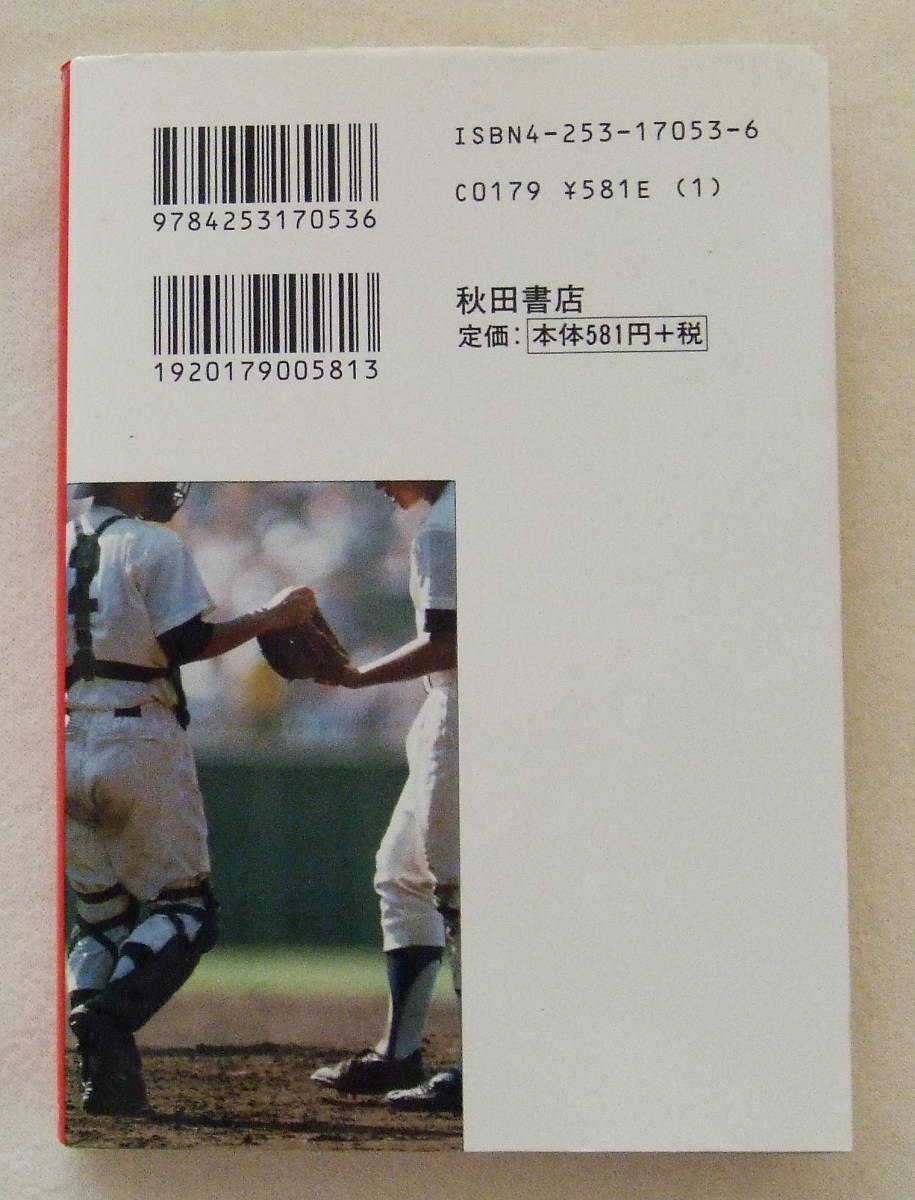 9784253170536
1920179005813
ISBN4-253-17053-6
C0179 ¥581E (1)
秋田書店
定価：本体581円+税